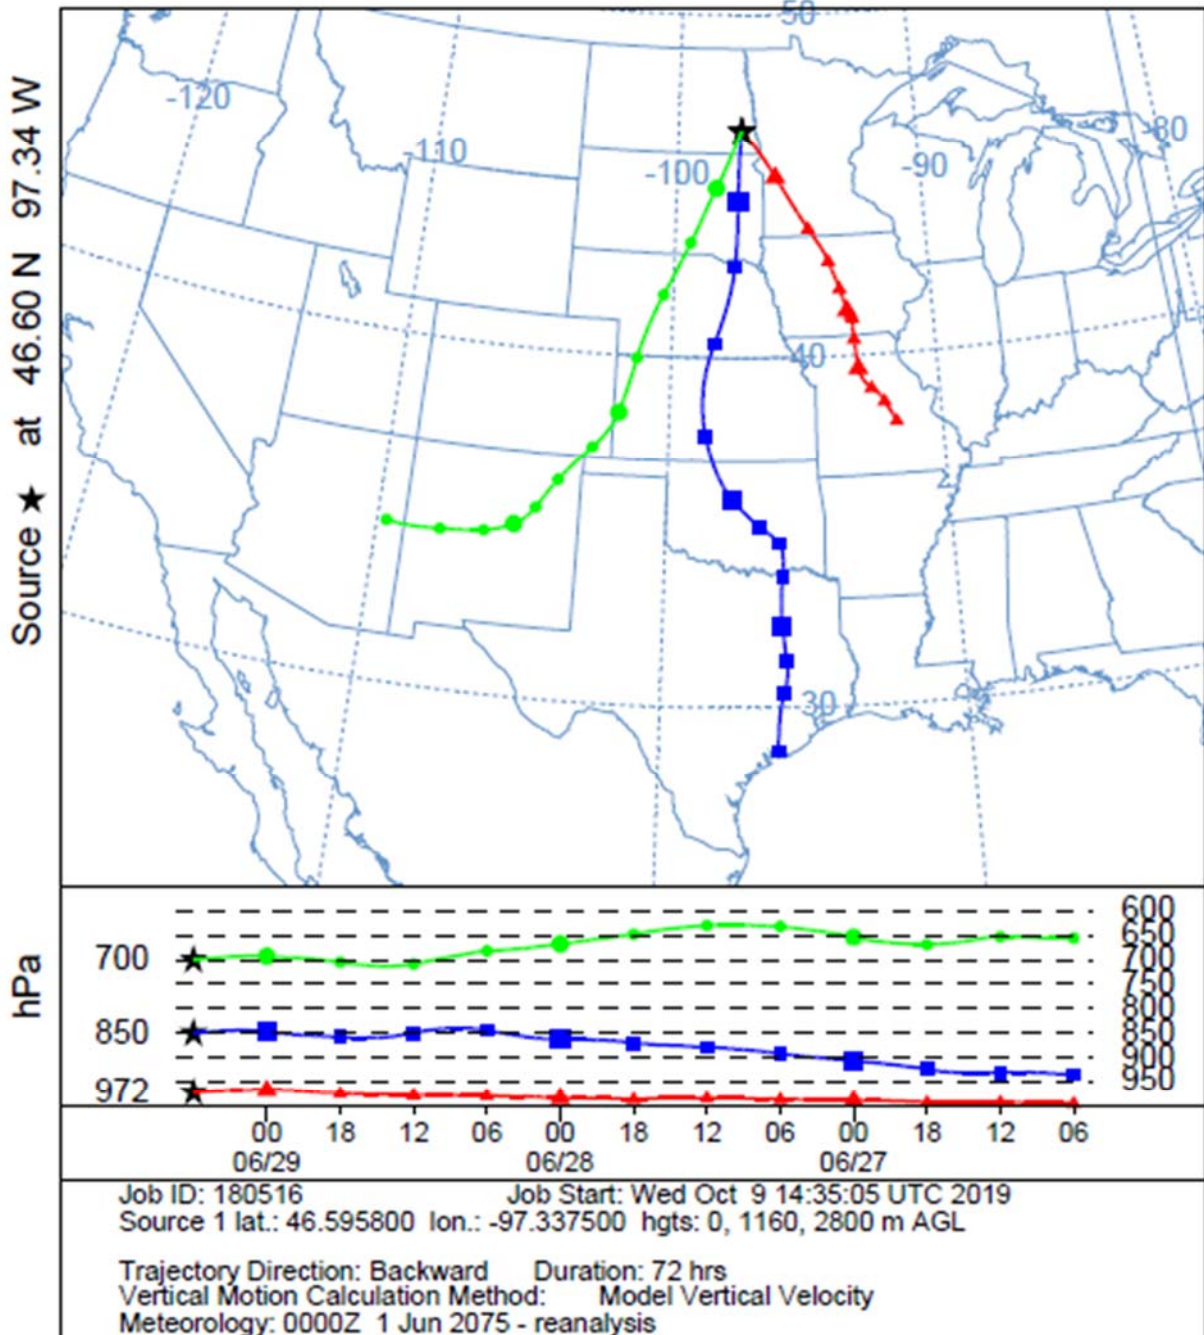 50
-120
-110
-100
-90
-80
40
30
Source ★ at 46.60 N 97.34 W
hPa
700
850
972
600
650
700
750
800
850
900
950
00 18 12 06 00 18 12 06 00 18 12 06
06/29 06/28 06/27
Job ID: 180516 Job Start: Wed Oct 9 14:35:05 UTC 2019
Source 1 lat.: 46.595800 lon.: -97.337500 hgts: 0, 1160, 2800 m AGL
Trajectory Direction: Backward Duration: 72 hrs
Vertical Motion Calculation Method: Model Vertical Velocity
Meteorology: 0000Z 1 Jun 2075 - reanalysis